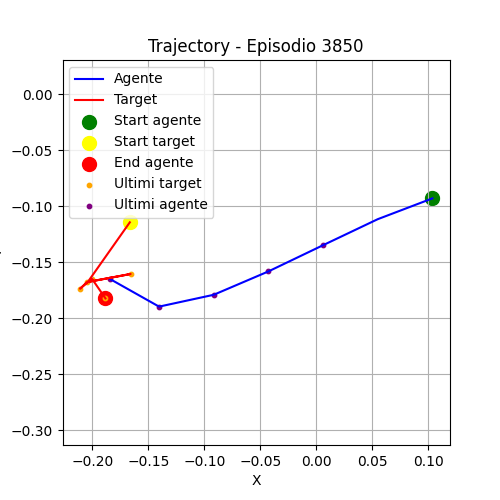 Trajectory - Episodio 3850
Agente
Target
Start agente
Start target
End agente
Ultimi target
Ultimi agente
0.00
−0.05
−0.10
−0.15
−0.20
−0.25
−0.30
−0.20 −0.15 −0.10 −0.05 0.00 0.05 0.10
X